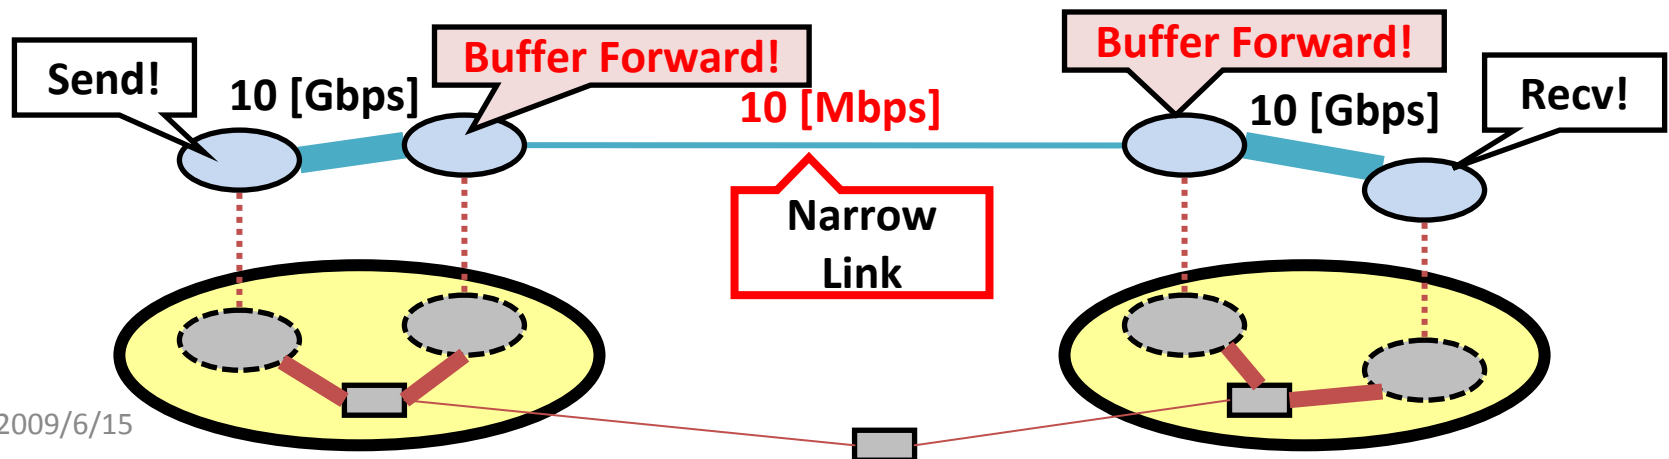 Send!
10 [Gbps]
Buffer Forward!
10 [Mbps]
Buffer Forward!
10 [Gbps]
Recv!
Narrow
Link
2009/6/15